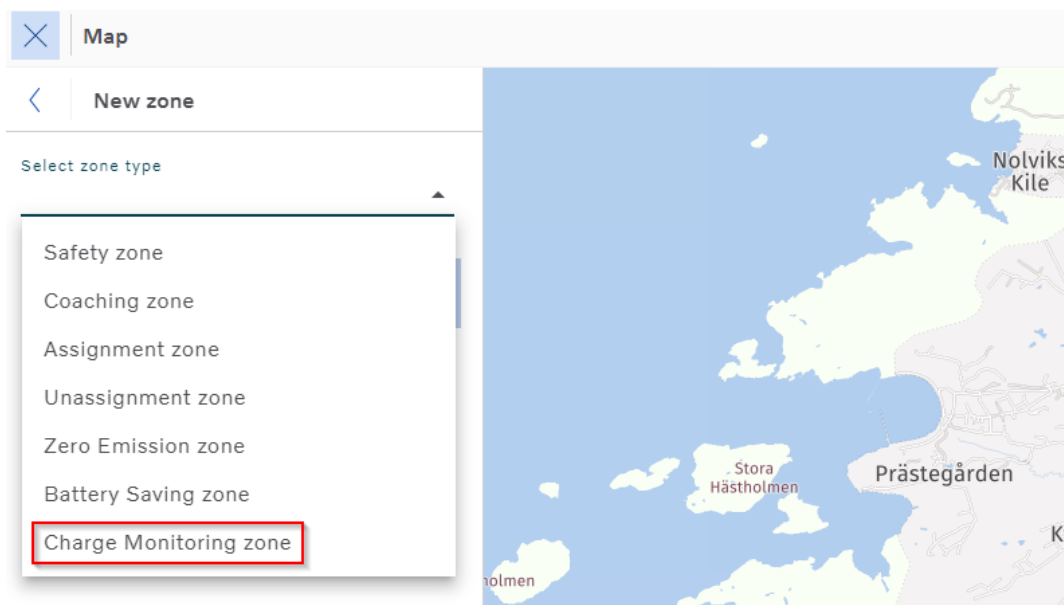 Map
New zone
Select zone type
Safety zone
Coaching zone
Assignment zone
Unassignment zone
Zero Emission zone
Battery Saving zone
Charge Monitoring zone
Nolviks
Kile
Stora
Hästholmen
Prästegården
K
holmen